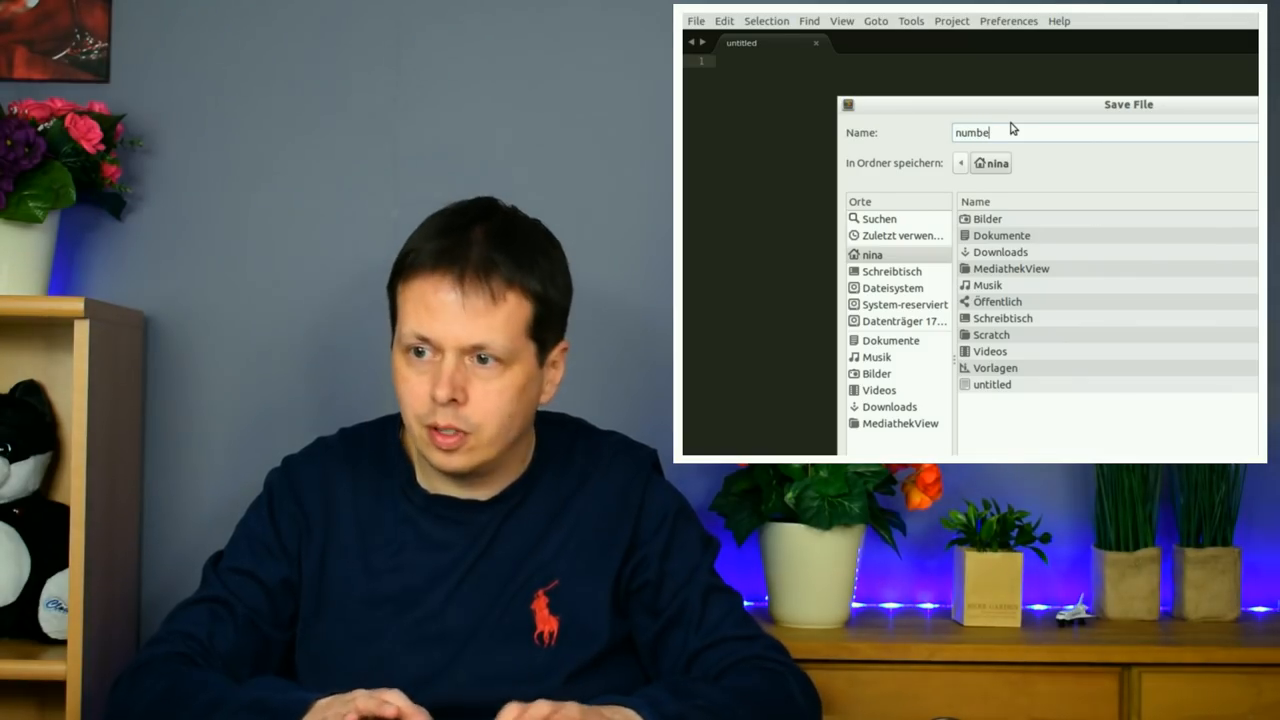 File Edit Selection Find View Goto Tools Project Preferences Help
untitled
1
Save File
Name: numbe
In Ordner speichern: nina
Orte
Suchen
Zuletzt verwen...
nina
Schreibtisch
Dateisystem
System-reserviert
Datenträger 17...
Dokumente
Musik
Bilder
Videos
Downloads
MediathekView
Name
Bilder
Dokumente
Downloads
MediathekView
Musik
Öffentlich
Schreibtisch
Scratch
Videos
Vorlagen
untitled
HERB GARDEN